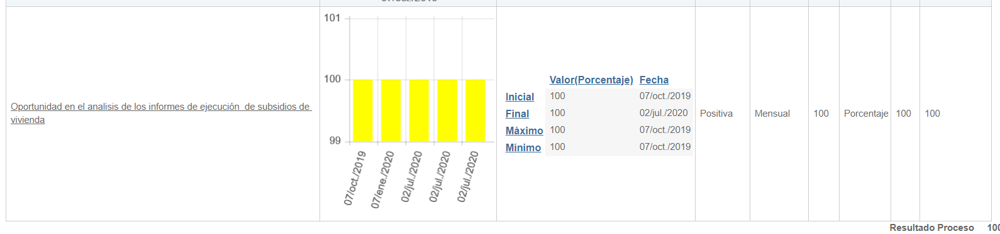 101
100
99
07/oct./2019
07/ene./2020
02/jul./2020
02/jul./2020
02/jul./2020
Oportunidad en el analisis de los informes de ejecución  de subsidios de
vivienda
Valor(Porcentaje) Fecha
Inicial 100 07/oct./2019
Final 100 02/jul./2020
Máximo 100 07/oct./2019
Mínimo 100 07/oct./2019
Positiva Mensual 100 Porcentaje 100 100
Resultado Proceso 100